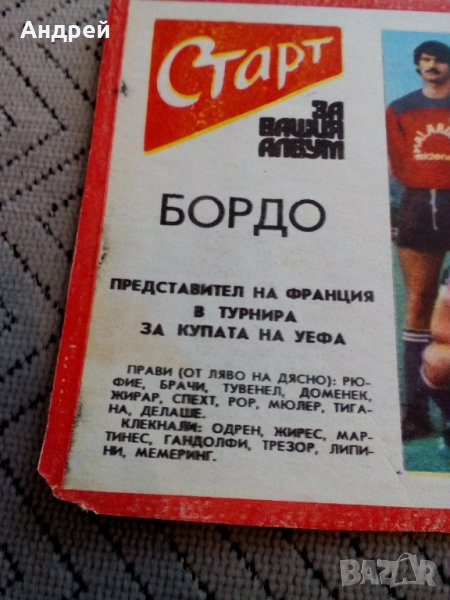 Андрей
Старт
ЗА
ВАШИЯ
АЛБУМ
БОРДО
ПРЕДСТАВИТЕЛ НА ФРАНЦИЯ
В ТУРНИРА
ЗА КУПАТА НА УЕФА
ПРАВИ (ОТ ЛЯВО НА ДЯСНО): РЮ-
ФИЕ, БРАЧИ, ТУВЕНЕЛ, ДОМЕНЕК,
ЖИРАР, СПЕХТ, РОР, МЮЛЕР, ТИГА-
НА, ДЕЛАШЕ.
КЛЕКНАЛИ: ОДРЕН, ЖИРЕС, МАР-
ТИНЕС, ГАНДОЛФИ, ТРЕЗОР, ЛИПИ-
НИ, МЕМЕРИНГ.
BAZAR